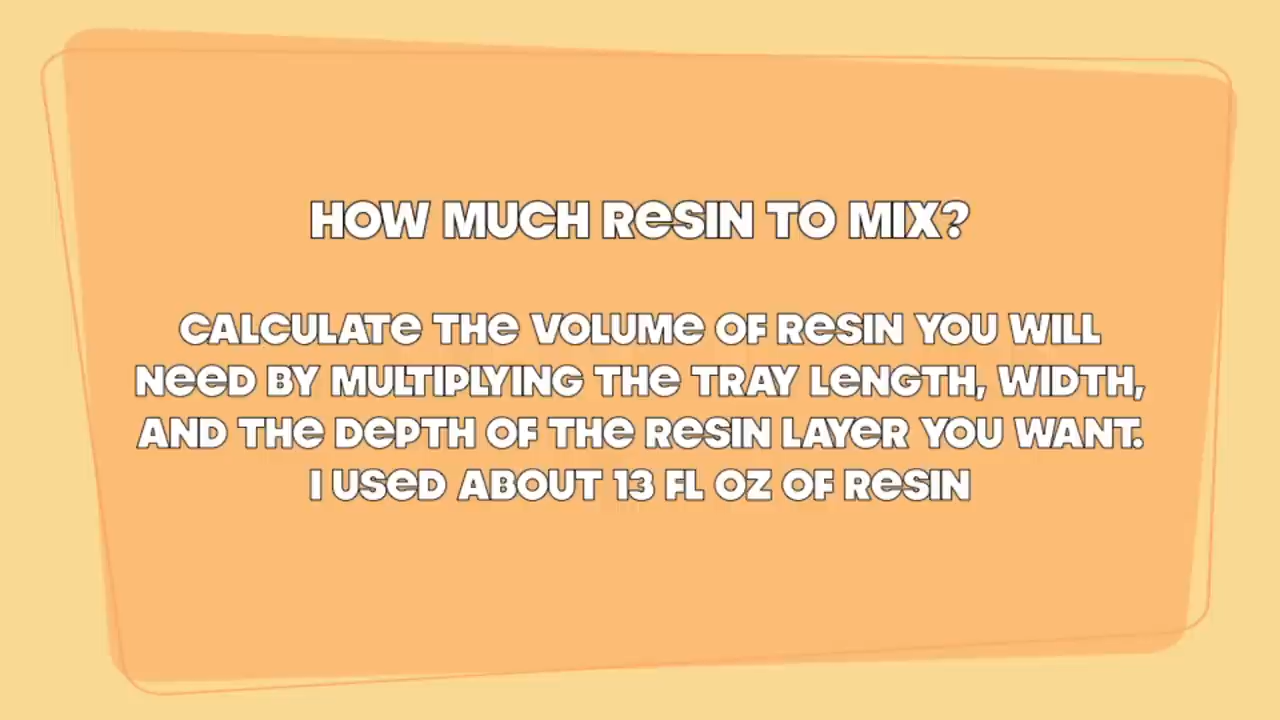 HOW MUCH ReSIN TO MIX?
CALCULATe THe VOLUMe OF ReSIN YOU WILL
NeeD BY MULTIPLYING THe TRAY LeNGTH, WIDTH,
AND THe DePTH OF THe ReSIN LAYeR YOU WANT.
I USeD ABOUT 13 FL OZ OF ReSIN